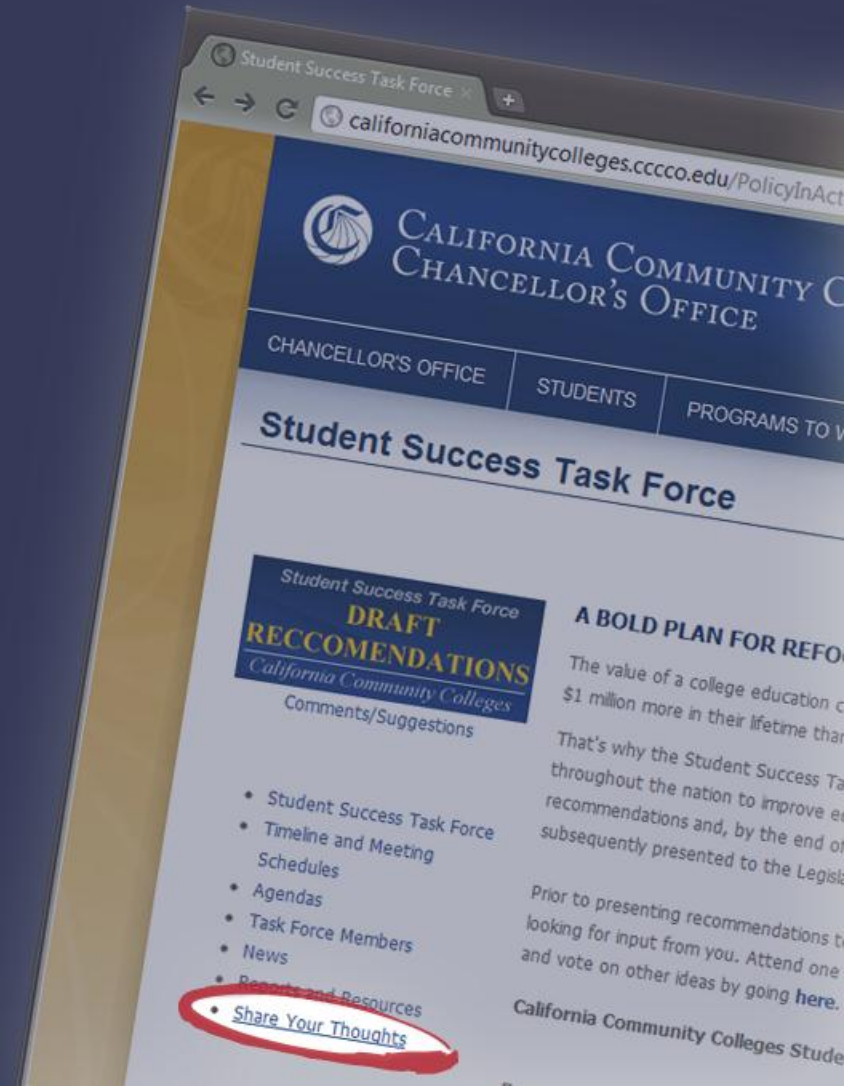 Student Success Task Force
californiacommunitycolleges.cccco.edu/PolicyInAct
CALIFORNIA COMMUNITY C
CHANCELLOR'S OFFICE
CHANCELLOR'S OFFICE
STUDENTS
PROGRAMS TO
Student Success Task Force
Student Success Task Force
DRAFT
RECCOMENDATIONS
California Community Colleges
Comments/Suggestions
• Student Success Task Force
• Timeline and Meeting
Schedules
• Agendas
• Task Force Members
• News
• Reports and Resources
• Share Your Thoughts
A BOLD PLAN FOR REFO
The value of a college education c
$1 million more in their lifetime than
That's why the Student Success Ta
throughout the nation to improve e
recommendations and, by the end of
subsequently presented to the Legisla
Prior to presenting recommendations t
looking for input from you. Attend one
and vote on other ideas by going here.
California Community Colleges Stude